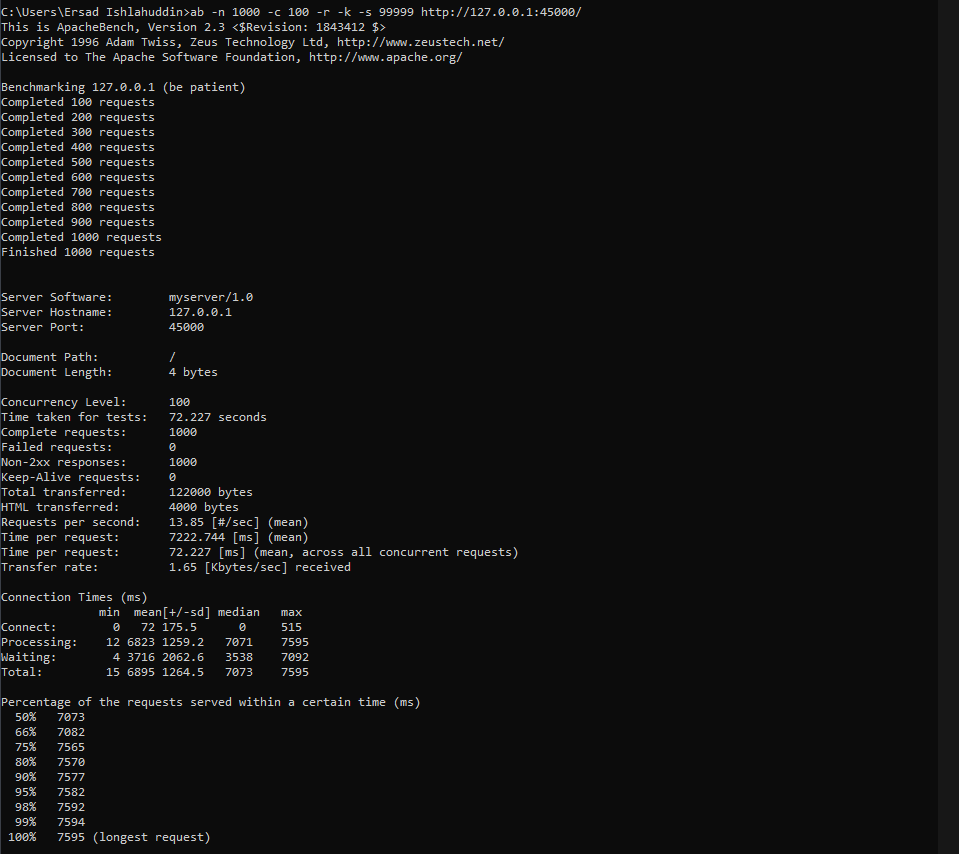 C:\Users\Ersad Ishlahuddin>ab -n 1000 -c 100 -r -k -s 99999 http://127.0.0.1:45000/
This is ApacheBench, Version 2.3 <$Revision: 1843412 $>
Copyright 1996 Adam Twiss, Zeus Technology Ltd, http://www.zeustech.net/
Licensed to The Apache Software Foundation, http://www.apache.org/

Benchmarking 127.0.0.1 (be patient)
Completed 100 requests
Completed 200 requests
Completed 300 requests
Completed 400 requests
Completed 500 requests
Completed 600 requests
Completed 700 requests
Completed 800 requests
Completed 900 requests
Completed 1000 requests
Finished 1000 requests


Server Software:        myserver/1.0
Server Hostname:        127.0.0.1
Server Port:            45000

Document Path:          /
Document Length:        4 bytes

Concurrency Level:      100
Time taken for tests:   72.227 seconds
Complete requests:      1000
Failed requests:        0
Non-2xx responses:      1000
Keep-Alive requests:    0
Total transferred:      122000 bytes
HTML transferred:       4000 bytes
Requests per second:    13.85 [#/sec] (mean)
Time per request:       7222.744 [ms] (mean)
Time per request:       72.227 [ms] (mean, across all concurrent requests)
Transfer rate:          1.65 [Kbytes/sec] received

Connection Times (ms)
              min  mean[+/-sd] median   max
Connect:        0   72 175.5      0     515
Processing:    12 6823 1259.2   7071    7595
Waiting:        4 3716 2062.6   3538    7092
Total:         15 6895 1264.5   7073    7595

Percentage of the requests served within a certain time (ms)
  50%   7073
  66%   7082
  75%   7565
  80%   7570
  90%   7577
  95%   7582
  98%   7592
  99%   7594
 100%   7595 (longest request)